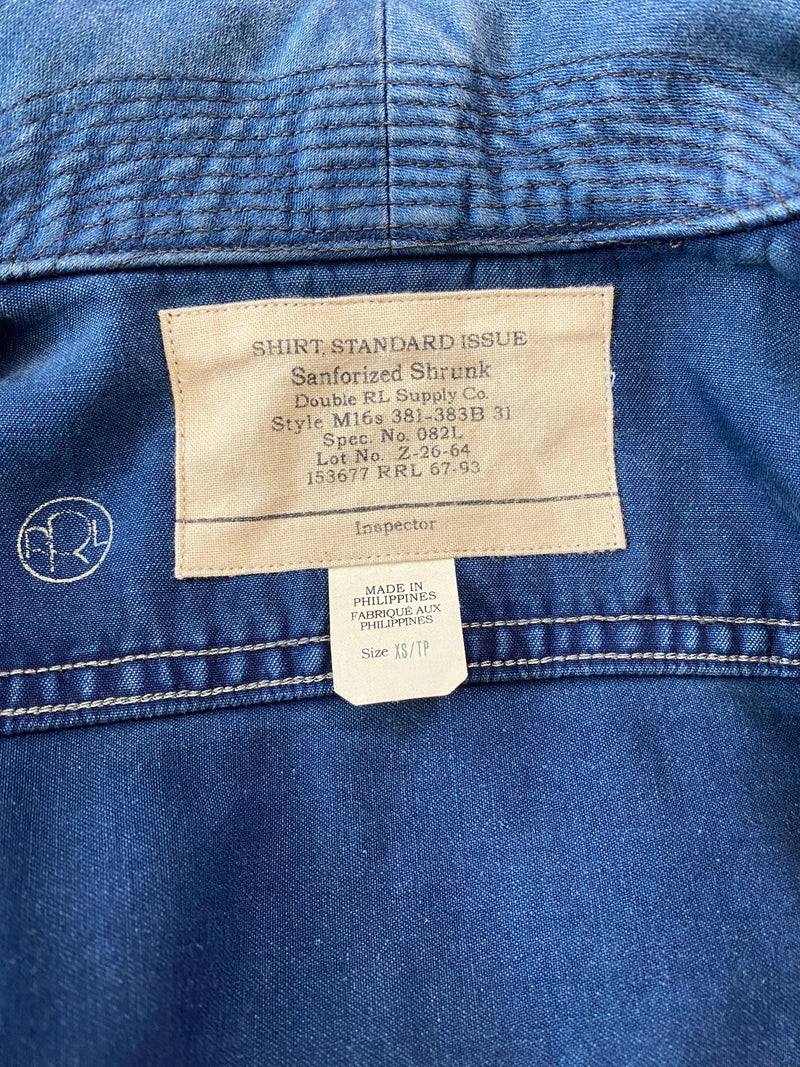 SHIRT, STANDARD ISSUE
Sanforized Shrunk
Double RL Supply Co.
Style M16s 381-383B 31
Spec. No. 082L
Lot No. Z-26-64
153677 RRL 67-93
Inspector
RRL
MADE IN
PHILIPPINES
FABRIQUÉ AUX
PHILIPPINES
Size XS/TP